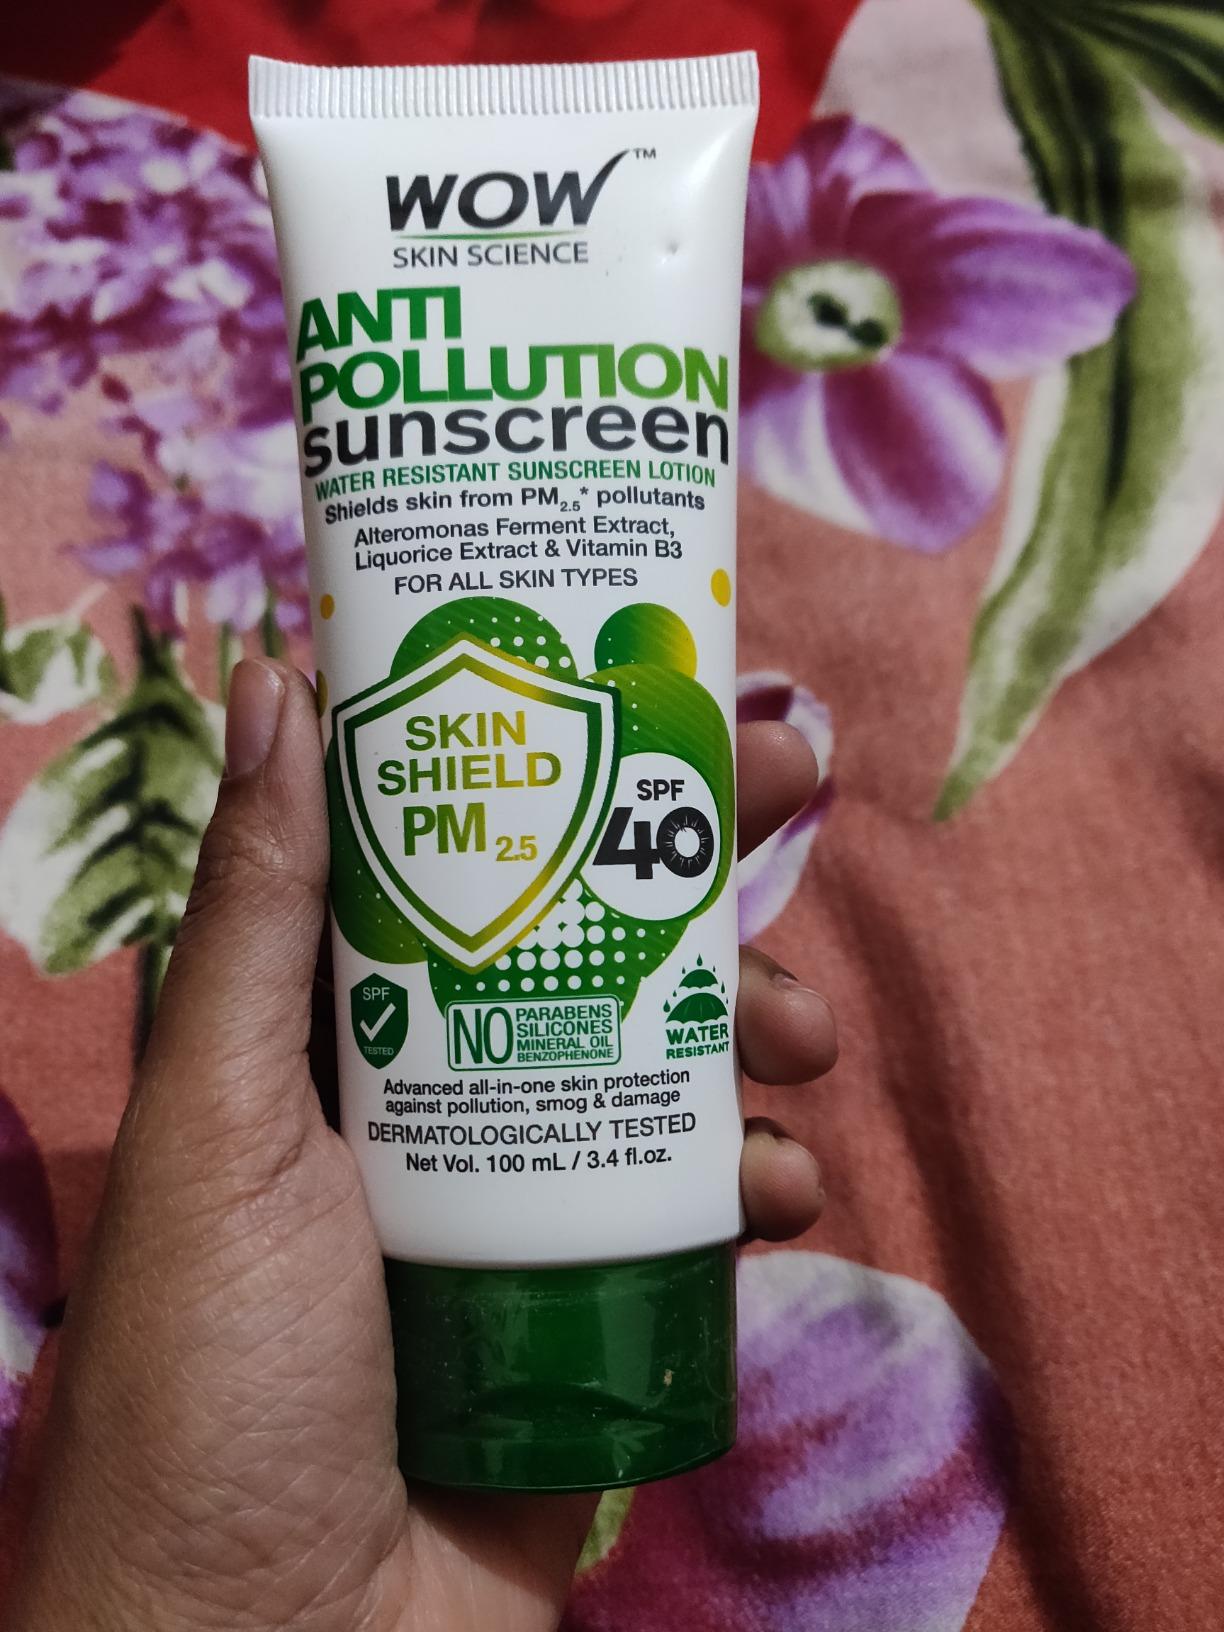 WOW™
SKIN SCIENCE
ANTI
POLLUTION
sunscreen
WATER RESISTANT SUNSCREEN LOTION
Shields skin from PM2.5* pollutants
Alteromonas Ferment Extract,
Liquorice Extract & Vitamin B3
FOR ALL SKIN TYPES
SKIN
SHIELD
PM 2.5
SPF
40
SPF
TESTED
NO PARABENS
SILICONES
MINERAL OIL
BENZOPHENONE
WATER
RESISTANT
Advanced all-in-one skin protection
against pollution, smog & damage
DERMATOLOGICALLY TESTED
Net Vol. 100 mL / 3.4 fl.oz.